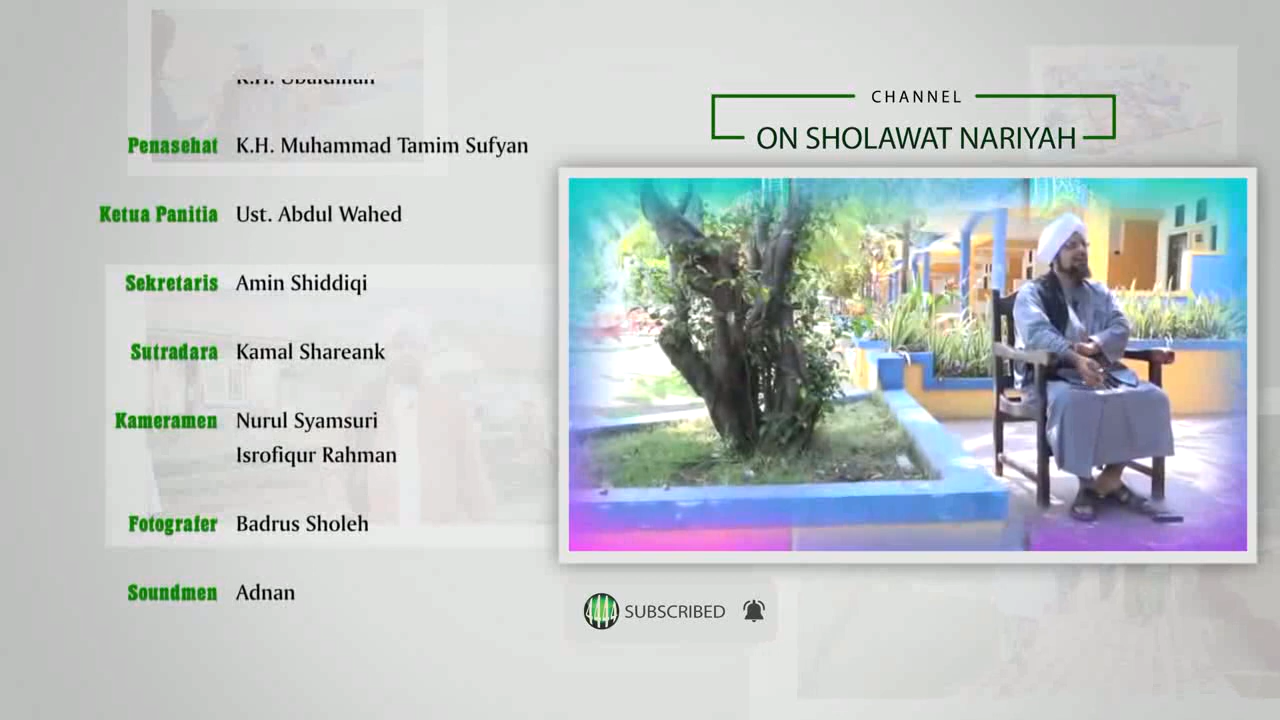 Penasehat K.H. Muhammad Tamim Sufyan
Ketua Panitia Ust. Abdul Wahed
Sekretaris Amin Shiddiqi
Sutradara Kamal Shareank
Kameramen Nurul Syamsuri
Isrofiqur Rahman
Fotografer Badrus Sholeh
Soundmen Adnan
CHANNEL
ON SHOLAWAT NARIYAH
SUBSCRIBED